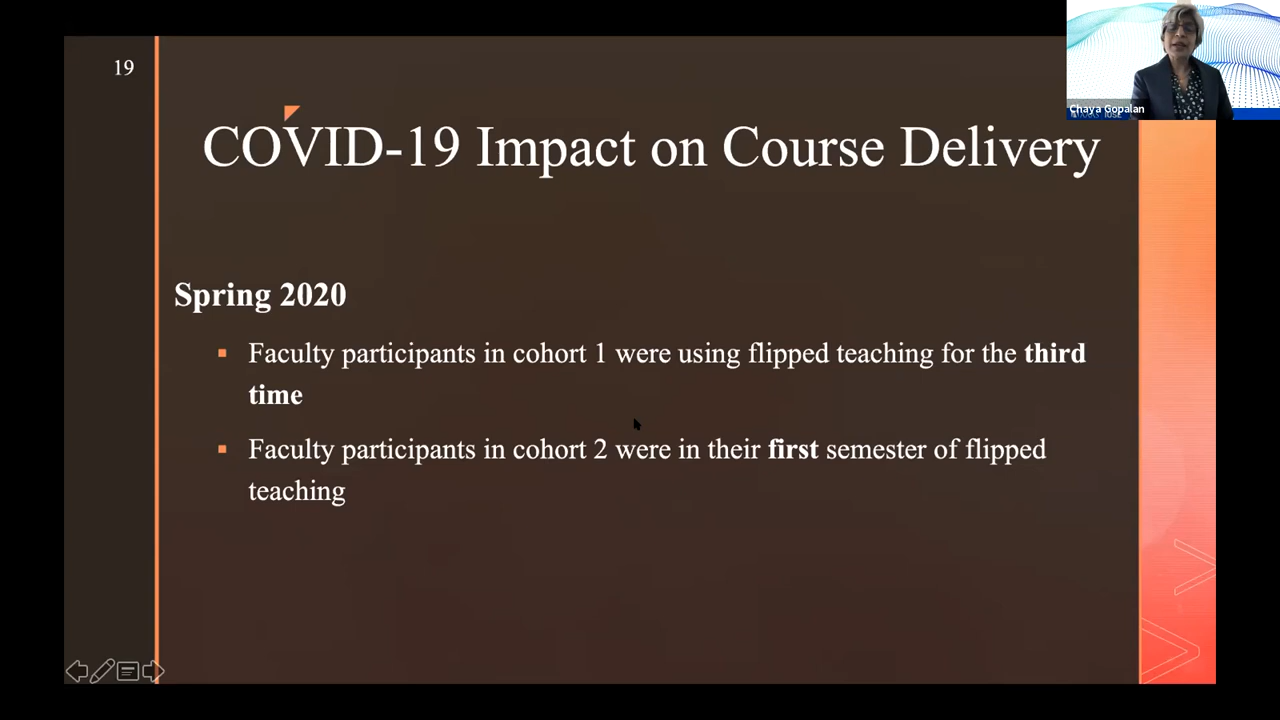 19
COVID-19 Impact on Course Delivery
Chaya Gopalan
Spring 2020
▪ Faculty participants in cohort 1 were using flipped teaching for the third
time
▪ Faculty participants in cohort 2 were in their first semester of flipped
teaching